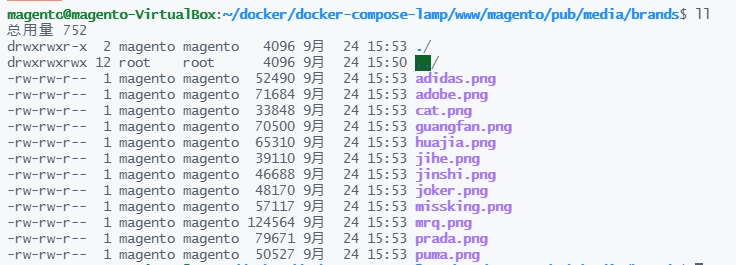 magento@magento-VirtualBox:~/docker/docker-compose-lamp/www/magento/pub/media/brands$ ll
总用量 752
drwxrwxr-x  2 magento magento   4096 9月   24 15:53 ./
drwxrwxrwx 12 root    root      4096 9月   24 15:50 ../
-rw-rw-r--  1 magento magento  52490 9月   24 15:53 adidas.png
-rw-rw-r--  1 magento magento  71684 9月   24 15:53 adobe.png
-rw-rw-r--  1 magento magento  33848 9月   24 15:53 cat.png
-rw-rw-r--  1 magento magento  70500 9月   24 15:53 guangfan.png
-rw-rw-r--  1 magento magento  65310 9月   24 15:53 huajia.png
-rw-rw-r--  1 magento magento  39110 9月   24 15:53 jihe.png
-rw-rw-r--  1 magento magento  46688 9月   24 15:53 jinshi.png
-rw-rw-r--  1 magento magento  48170 9月   24 15:53 joker.png
-rw-rw-r--  1 magento magento  57117 9月   24 15:53 missking.png
-rw-rw-r--  1 magento magento 124564 9月   24 15:53 mrq.png
-rw-rw-r--  1 magento magento  79671 9月   24 15:53 prada.png
-rw-rw-r--  1 magento magento  50527 9月   24 15:53 puma.png